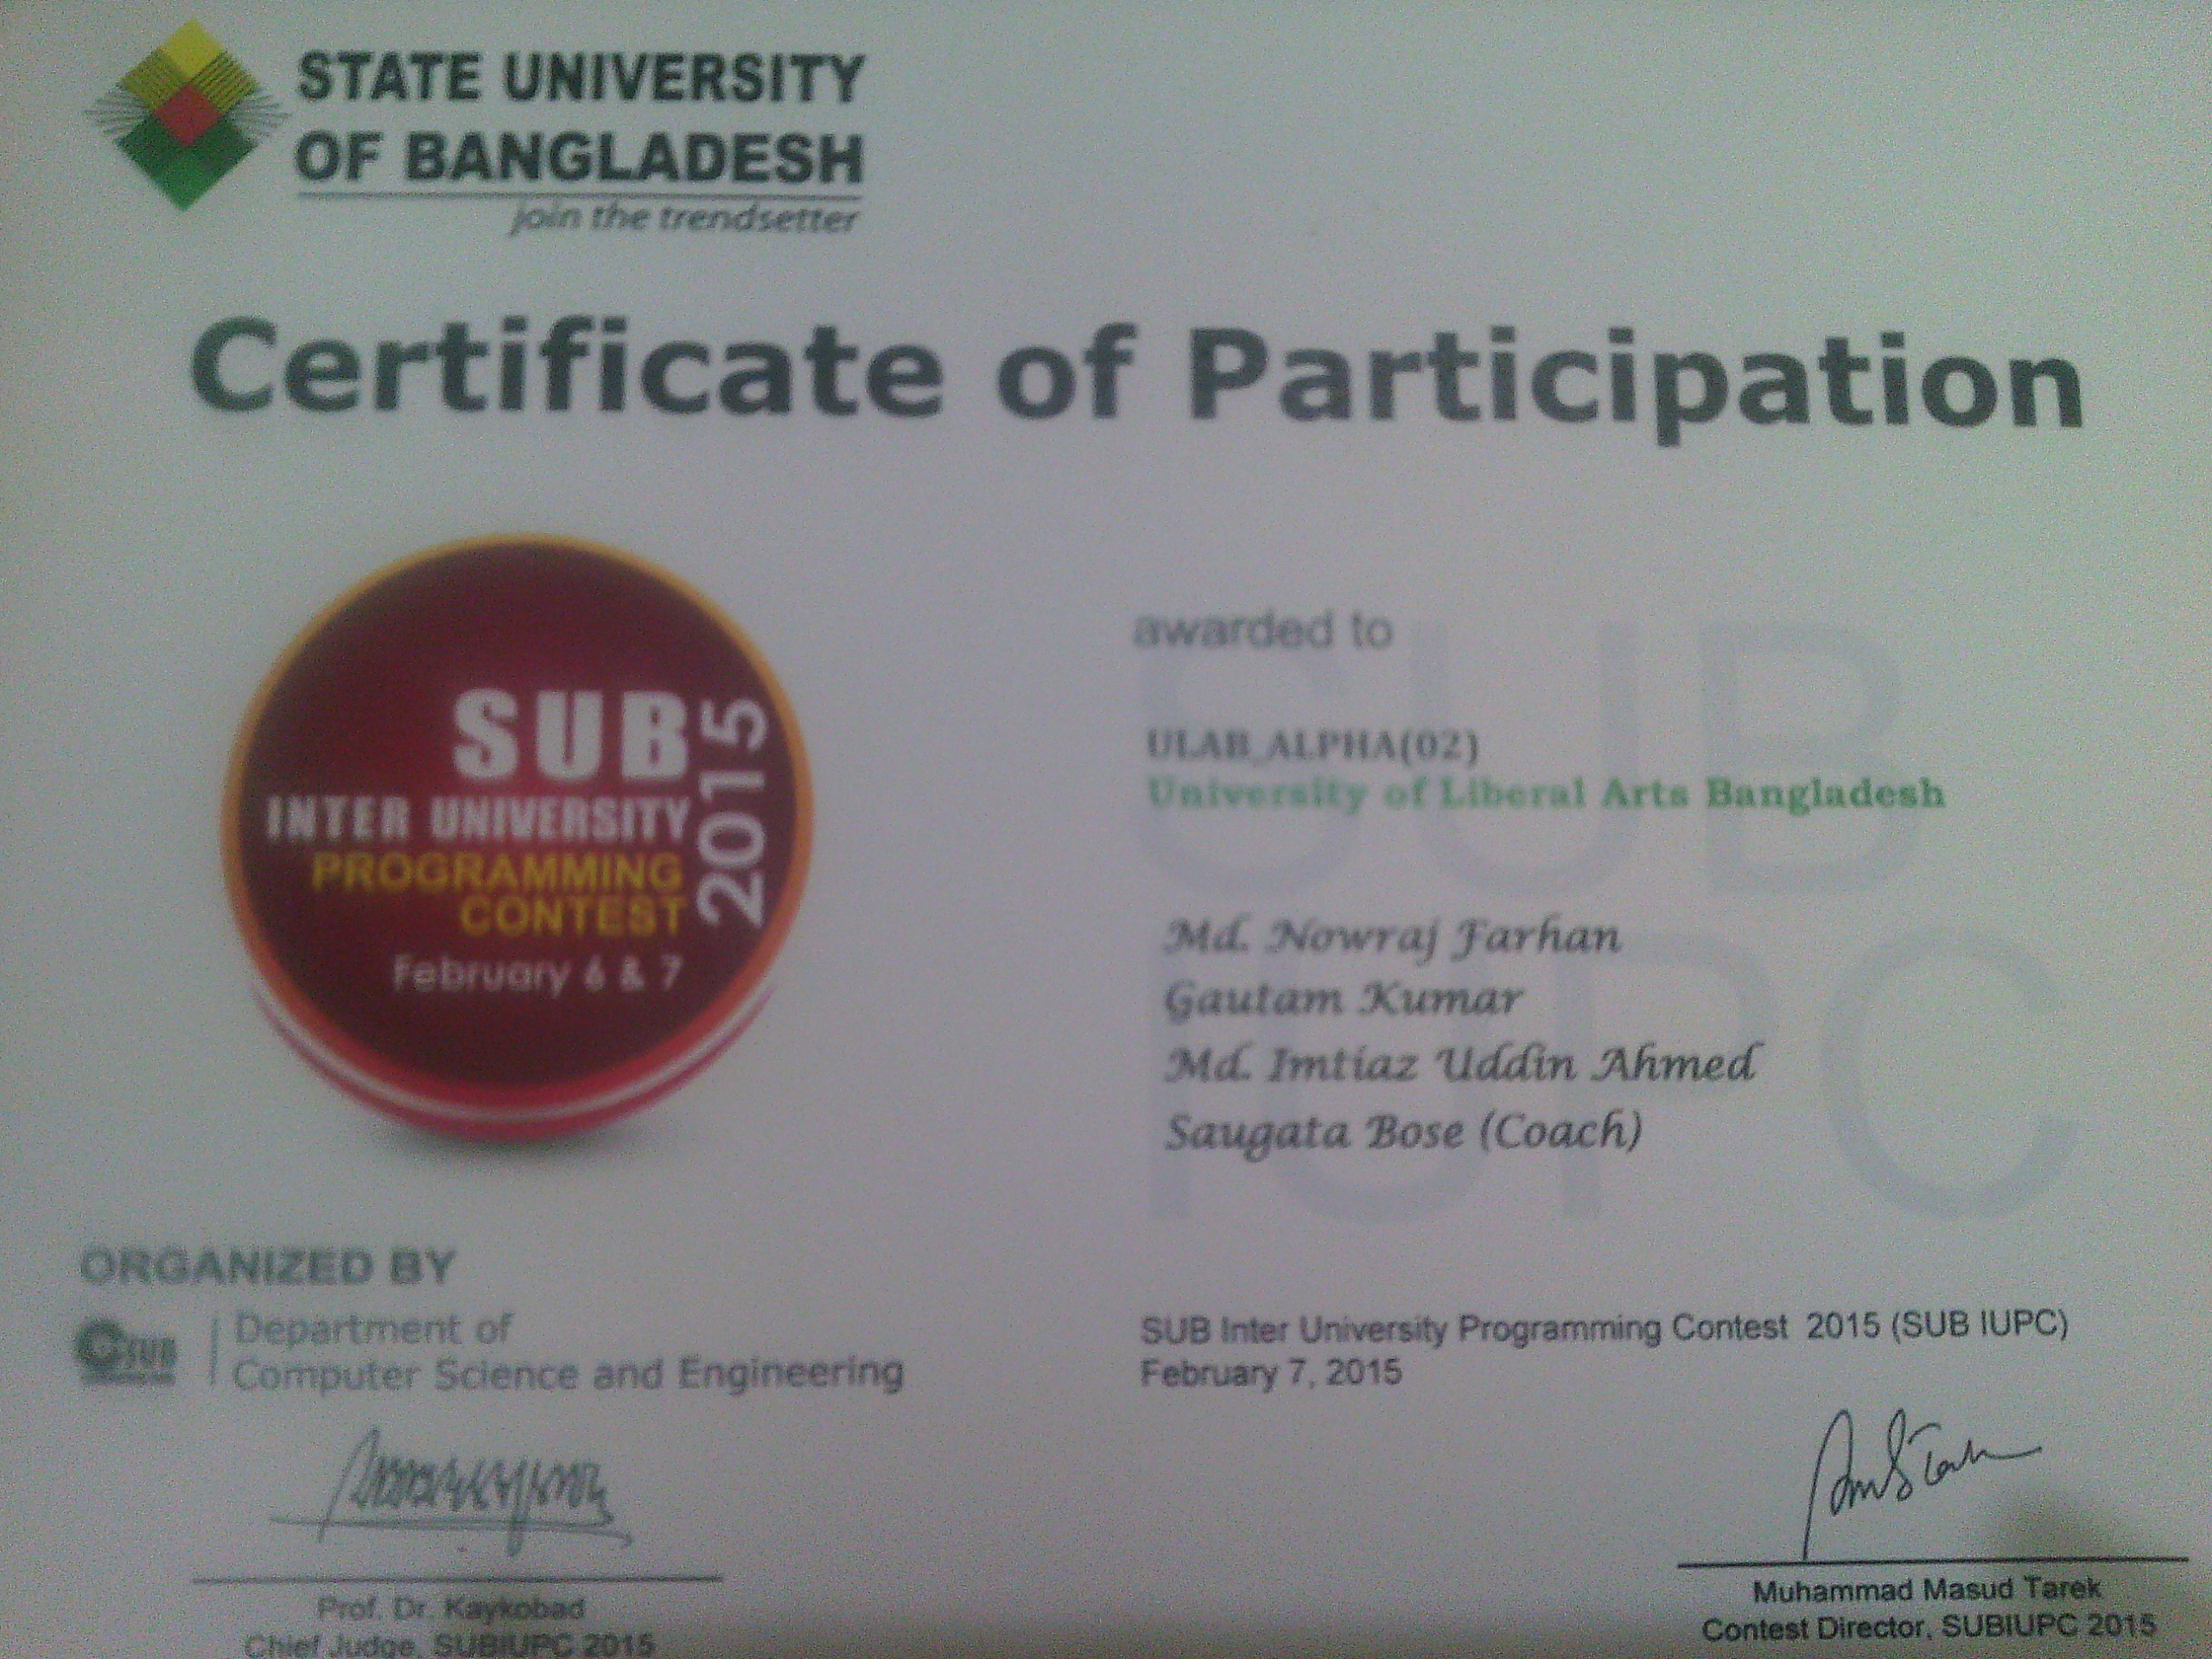 STATE UNIVERSITY
OF BANGLADESH
join the trendsetter
Certificate of Participation
SUB
INTER UNIVERSITY
PROGRAMMING
CONTEST
2015
February 6 & 7
awarded to
SUB
IUPC
ULAB_ALPHA(02)
University of Liberal Arts Bangladesh
Md. Nowraj Farhan
Gautam Kumar
Md. Imtiaz Uddin Ahmed
Saugata Bose (Coach)
ORGANIZED BY
Department of
Computer Science and Engineering
SUB Inter University Programming Contest 2015 (SUB IUPC)
February 7, 2015
Prof. Dr. Kaykobad
Chief Judge, SUBIUPC 2015
Muhammad Masud Tarek
Contest Director, SUBIUPC 2015